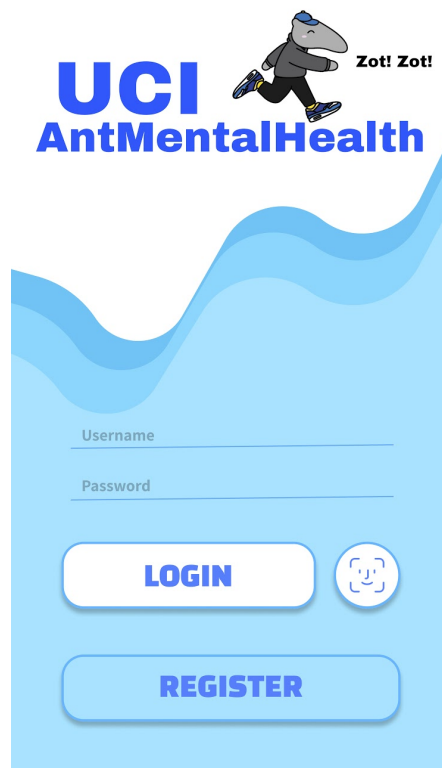 Zot! Zot!
UCI
AntMentalHealth
Username
Password
LOGIN
REGISTER